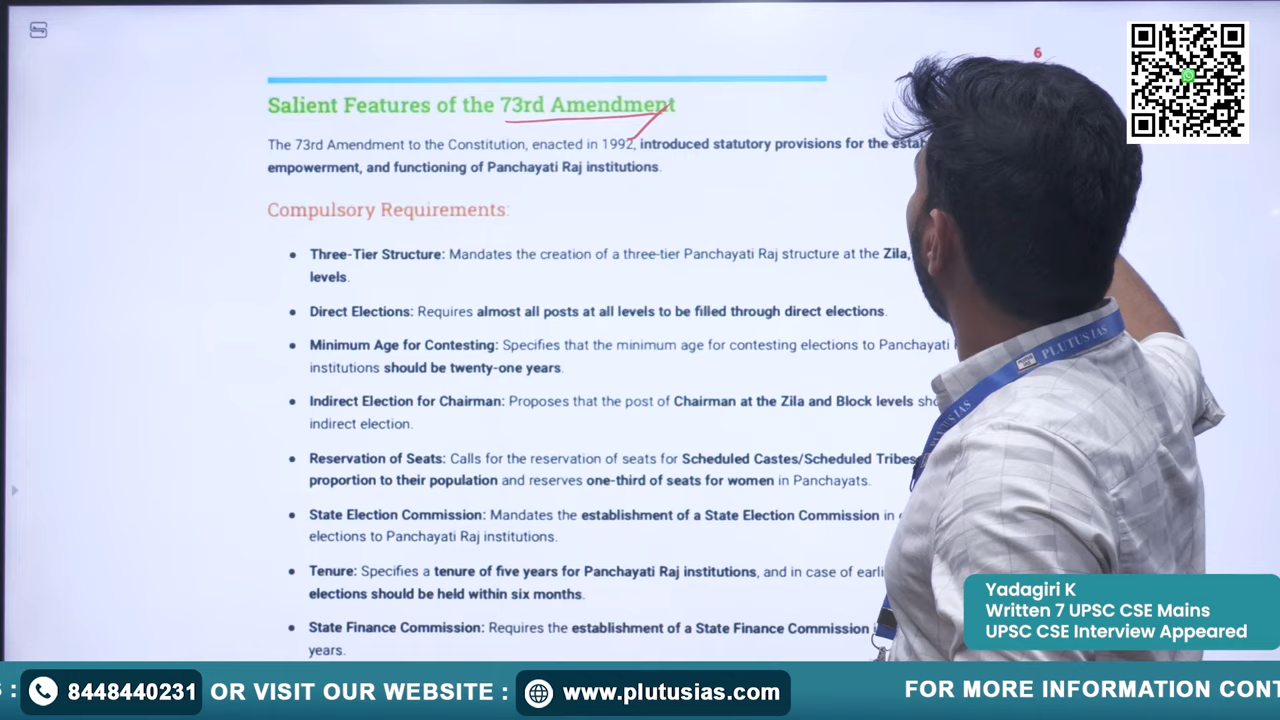 6
Salient Features of the 73rd Amendment
The 73rd Amendment to the Constitution, enacted in 1992, introduced statutory provisions for the
empowerment, and functioning of Panchayati Raj institutions.
Compulsory Requirements:
• Three-Tier Structure: Mandates the creation of a three-tier Panchayati Raj structure at the Zila,
levels.
• Direct Elections: Requires almost all posts at all levels to be filled through direct elections.
• Minimum Age for Contesting: Specifies that the minimum age for contesting elections to Panchayati
institutions should be twenty-one years.
• Indirect Election for Chairman: Proposes that the post of Chairman at the Zila and Block levels
indirect election.
• Reservation of Seats: Calls for the reservation of seats for Scheduled Castes/Scheduled Tribes
proportion to their population and reserves one-third of seats for women in Panchayats.
• State Election Commission: Mandates the establishment of a State Election Commission in
elections to Panchayati Raj institutions.
• Tenure: Specifies a tenure of five years for Panchayati Raj institutions, and in case of
elections should be held within six months.
• State Finance Commission: Requires the establishment of a State Finance Commission
years.
PLUTUS IAS
Yadagiri K
Written 7 UPSC CSE Mains
UPSC CSE Interview Appeared
: 8448440231 OR VISIT OUR WEBSITE : www.plutusias.com FOR MORE INFORMATION